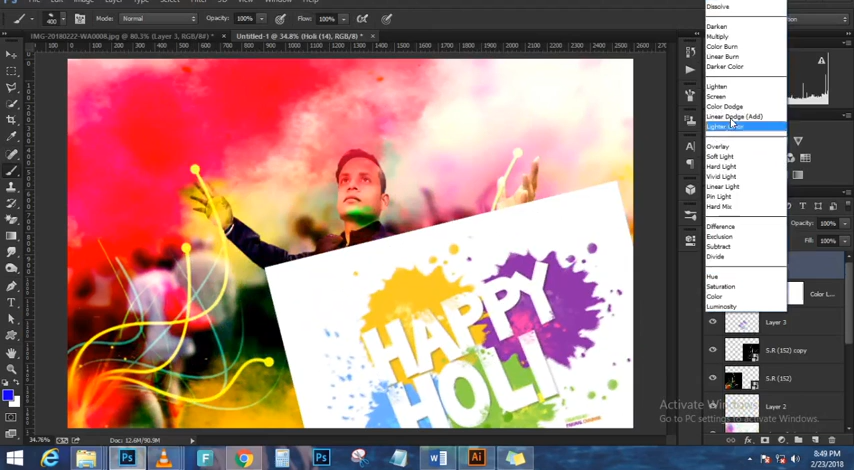 File Edit Image Layer Type Select Filter 3D View Window Help
400 Mode: Normal Opacity: 100% Flow: 100%
IMG-20180222-WA0008.jpg @ 80.3% (Layer 3, RGB/8#) * × Untitled-1 @ 34.8% (Holi (14), RGB/8) * ×
Dissolve
Darken
Multiply
Color Burn
Linear Burn
Darker Color
Lighten
Screen
Color Dodge
Linear Dodge (Add)
Lighter Color
Overlay
Soft Light
Hard Light
Vivid Light
Linear Light
Pin Light
Hard Mix
Difference
Exclusion
Subtract
Divide
Hue
Saturation
Color
Luminosity
Opacity: 100%
Fill: 100%
Color L...
Layer 3
S.R (152) copy
S.R (152)
Layer 2
HAPPY
HOLI
Activate Windows
Go to PC settings to activate Windows.
34.76% Doc: 12.6M/90.9M
8:49 PM
2/23/2018